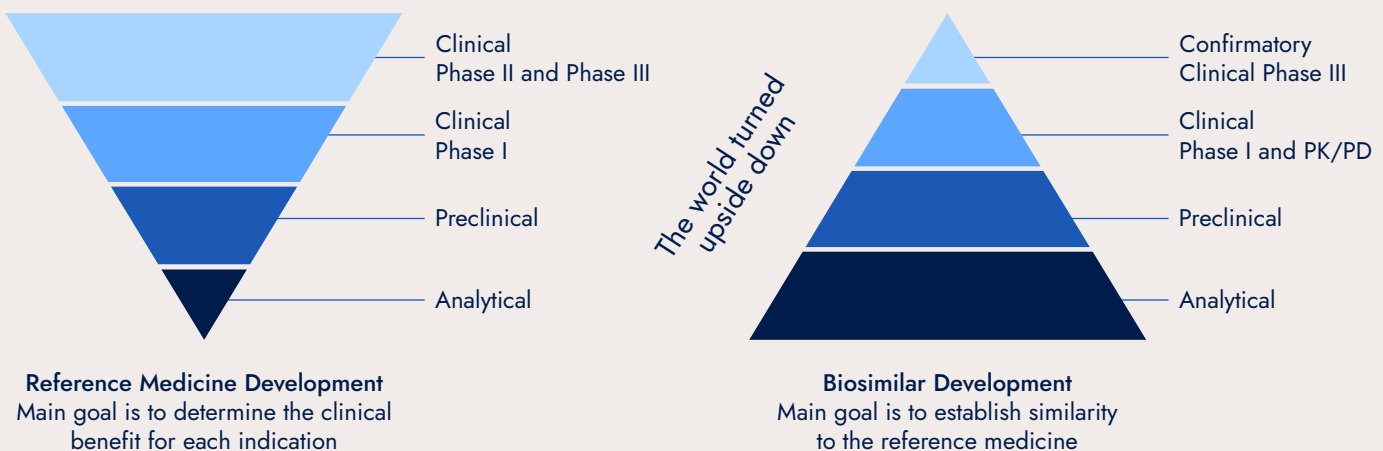 Clinical
Phase II and Phase III
Clinical
Phase I
Preclinical
Analytical
Reference Medicine Development
Main goal is to determine the clinical
benefit for each indication
The world turned
upside down
Confirmatory
Clinical Phase III
Clinical
Phase I and PK/PD
Preclinical
Analytical
Biosimilar Development
Main goal is to establish similarity
to the reference medicine